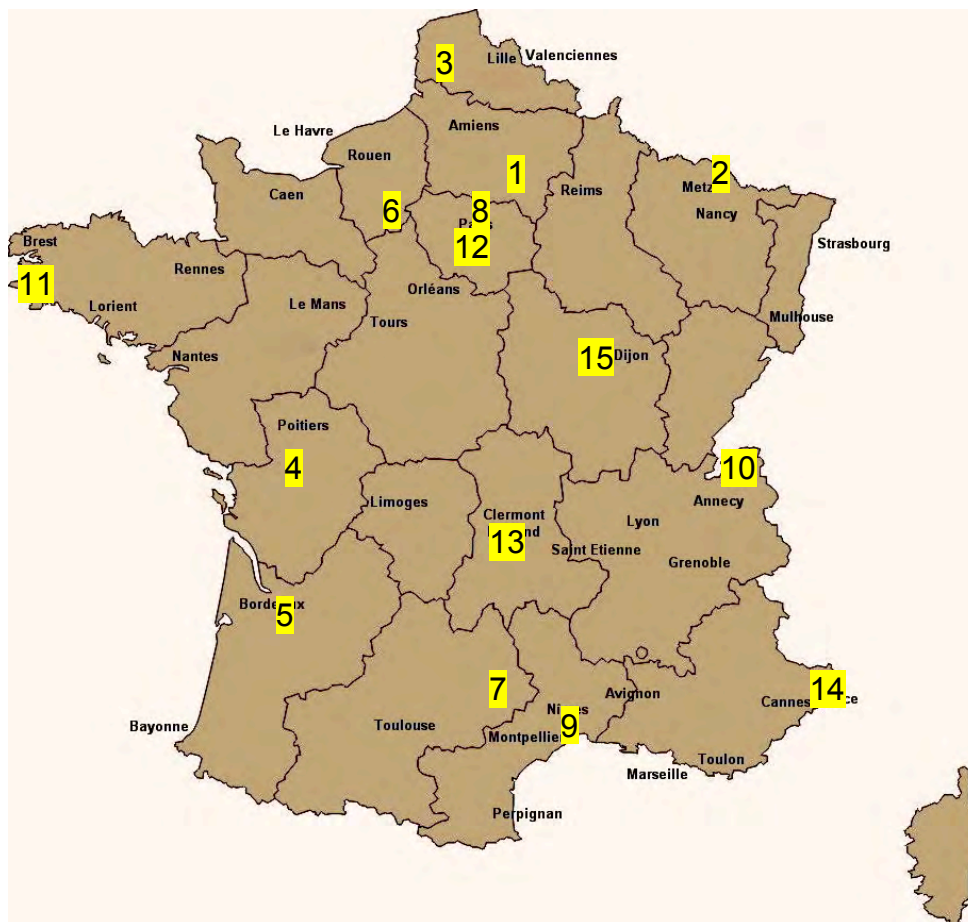 3
Lille
Valenciennes
Le Havre
Amiens
Rouen
1
2
Caen
Reims
Metz
6
8
Nancy
Brest
12
Strasbourg
Rennes
11
Orléans
Lorient
Le Mans
Tours
Mulhouse
Nantes
15
Dijon
Poitiers
4
10
Limoges
Annecy
Clermont
Lyon
13
Saint Etienne
Grenoble
Bordeaux
5
7
Avignon
14
Cannes
Bayonne
Toulouse
9
Montpellie
Toulon
Marseille
Perpignan